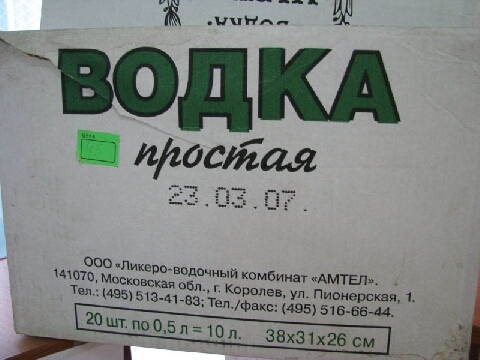 ВОДКА
простая
23.03.07.
ООО «Ликеро-водочный комбинат «АМТЕЛ».
141070, Московская обл., г. Королев, ул. Пионерская, 1.
Тел.: (495) 513-41-83; Тел./факс: (495) 516-66-44.
20 шт. по 0,5 л = 10 л. 38х31х26 см